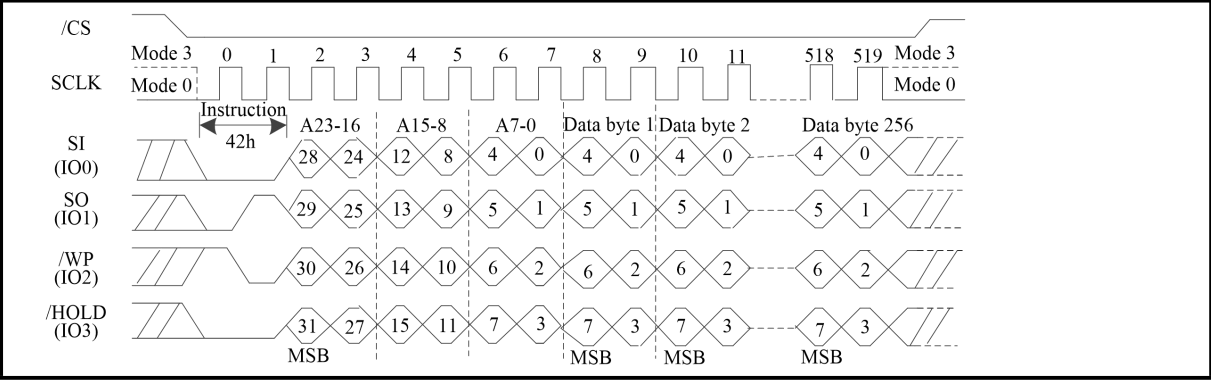 /CS
Mode 3 0 1 2 3 4 5 6 7 8 9 10 11 518 519 Mode 3
SCLK Mode 0 Mode 0
Instruction
42h
A23-16 A15-8 A7-0 Data byte 1 Data byte 2 Data byte 256
SI
(IO0)
28 24 12 8 4 0 4 0 4 0 4 0
SO
(IO1)
29 25 13 9 5 1 5 1 5 1 5 1
/WP
(IO2)
30 26 14 10 6 2 6 2 6 2 6 2
/HOLD
(IO3)
31 27 15 11 7 3 7 3 7 3 7 3
MSB MSB MSB MSB